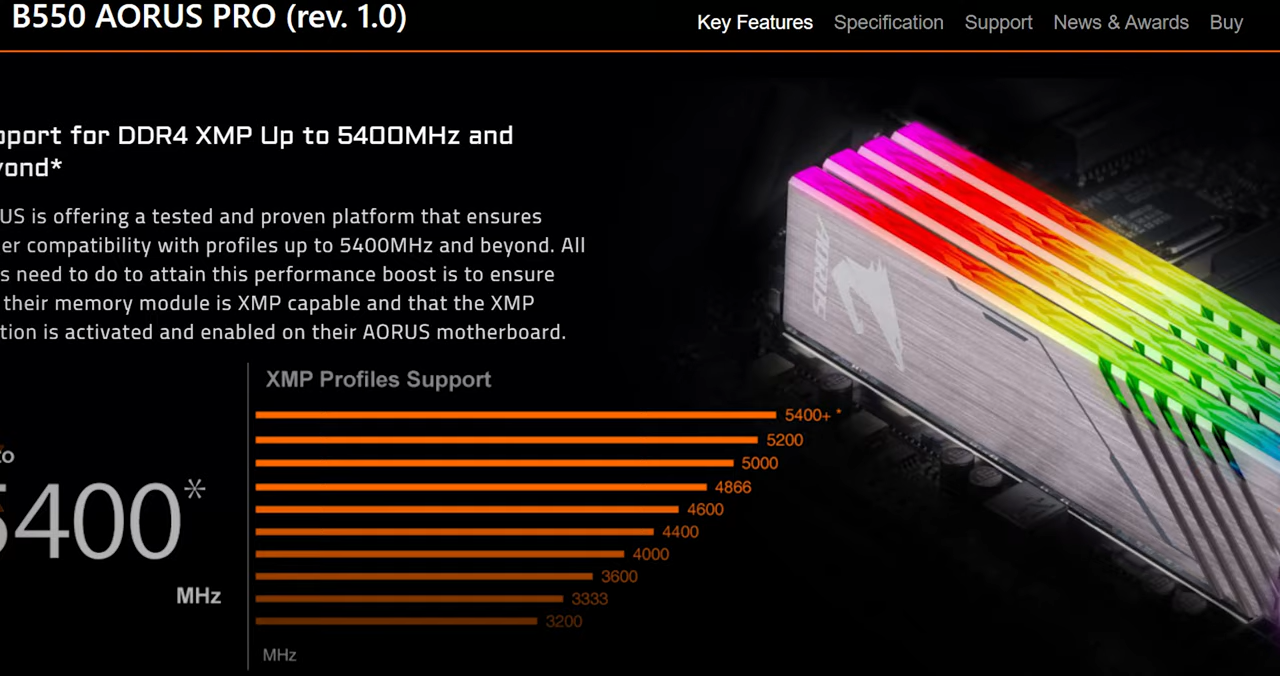 B550 AORUS PRO (rev. 1.0)
Key Features Specification Support News & Awards Buy
pport for DDR4 XMP Up to 5400MHz and
yond*
US is offering a tested and proven platform that ensures
er compatibility with profiles up to 5400MHz and beyond. All
s need to do to attain this performance boost is to ensure
their memory module is XMP capable and that the XMP
tion is activated and enabled on their AORUS motherboard.
XMP Profiles Support
5400+ *
5200
5000
4866
4600
4400
4000
3600
3333
3200
MHz
to
5400*
MHz
AORUS